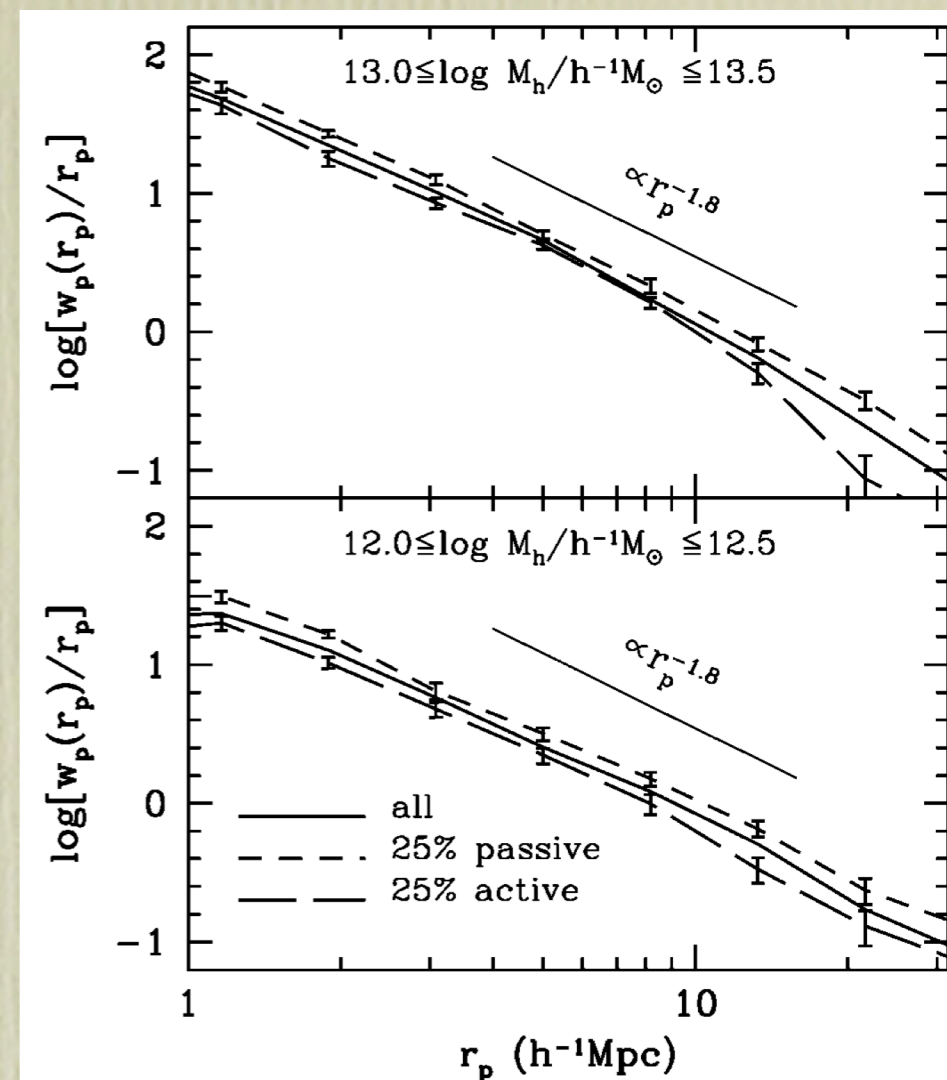 2
13.0≤log M_h/h⁻¹M_⊙ ≤13.5
1
∝r_p^-1.8
0
-1
log[w_p(r_p)/r_p]
2
12.0≤log M_h/h⁻¹M_⊙ ≤12.5
1
∝r_p^-1.8
0
all
25% passive
25% active
-1
log[w_p(r_p)/r_p]
1 10
r_p (h⁻¹Mpc)